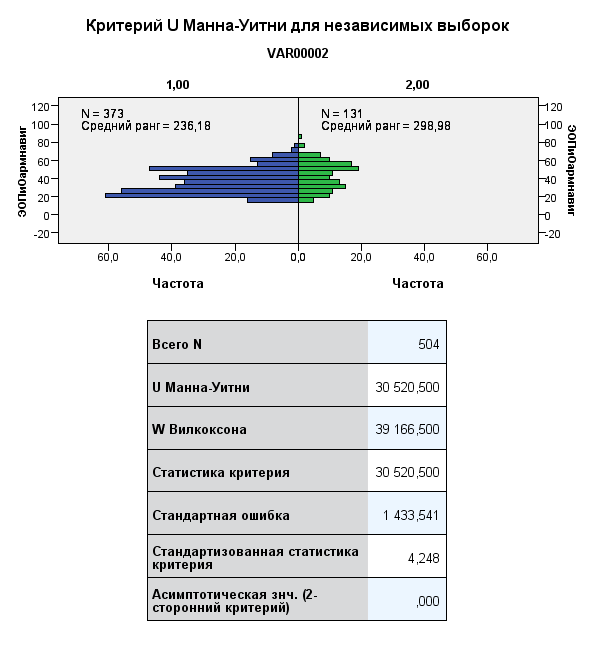 Критерий U Манна-Уитни для независимых выборок
VAR00002
1,00 2,00
N = 373
Средний ранг = 236,18
N = 131
Средний ранг = 298,98
120 120
100 100
80 80
60 60
40 40
20 20
0 0
-20 -20
ЭОПиОармнавиг ЭОПиОармнавиг
60,0 40,0 20,0 0,0 20,0 40,0 60,0
Частота Частота
Всего N 504
U Манна-Уитни 30 520,500
W Вилкоксона 39 166,500
Статистика критерия 30 520,500
Стандартная ошибка 1 433,541
Стандартизованная статистика
критерия 4,248
Асимптотическая знч. (2-
сторонний критерий) ,000